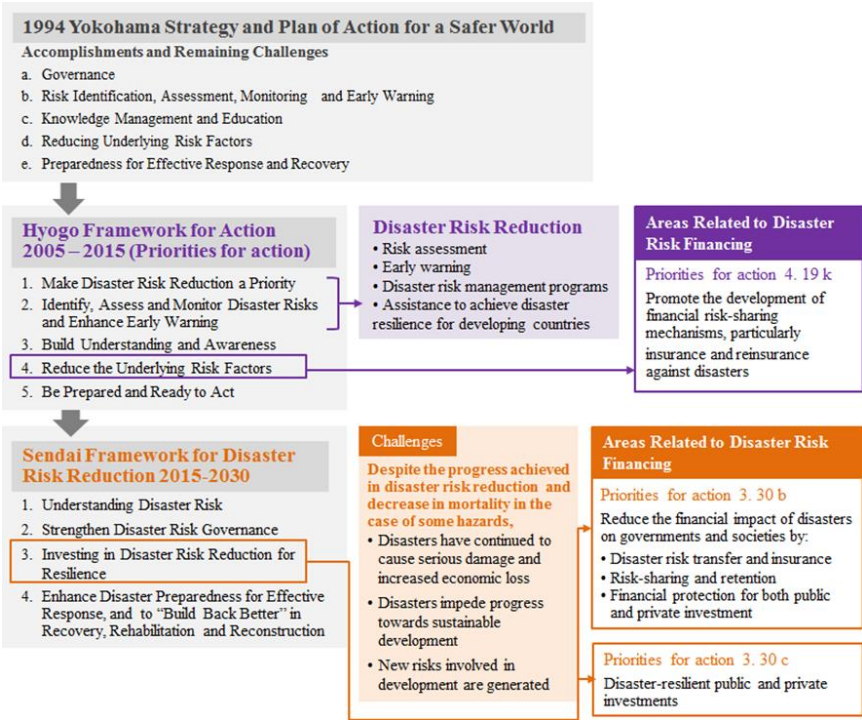 1994 Yokohama Strategy and Plan of Action for a Safer World
Accomplishments and Remaining Challenges
a. Governance
b. Risk Identification, Assessment, Monitoring and Early Warning
c. Knowledge Management and Education
d. Reducing Underlying Risk Factors
e. Preparedness for Effective Response and Recovery
Hyogo Framework for Action
2005 – 2015 (Priorities for action)
1. Make Disaster Risk Reduction a Priority
2. Identify, Assess and Monitor Disaster Risks
and Enhance Early Warning
3. Build Understanding and Awareness
4. Reduce the Underlying Risk Factors
5. Be Prepared and Ready to Act
Disaster Risk Reduction
• Risk assessment
• Early warning
• Disaster risk management programs
• Assistance to achieve disaster
resilience for developing countries
Areas Related to Disaster
Risk Financing
Priorities for action 4. 19 k
Promote the development of
financial risk-sharing
mechanisms, particularly
insurance and reinsurance
against disasters
Sendai Framework for Disaster
Risk Reduction 2015-2030
1. Understanding Disaster Risk
2. Strengthen Disaster Risk Governance
3. Investing in Disaster Risk Reduction for
Resilience
4. Enhance Disaster Preparedness for Effective
Response, and to “Build Back Better” in
Recovery, Rehabilitation and Reconstruction
Challenges
Despite the progress achieved
in disaster risk reduction and
decrease in mortality in the
case of some hazards,
• Disasters have continued to
cause serious damage and
increased economic loss
• Disasters impede progress
towards sustainable
development
• New risks involved in
development are generated
Areas Related to Disaster Risk
Financing
Priorities for action 3. 30 b
Reduce the financial impact of disasters
on governments and societies by:
• Disaster risk transfer and insurance
• Risk-sharing and retention
• Financial protection for both public
and private investment
Priorities for action 3. 30 c
Disaster-resilient public and private
investments